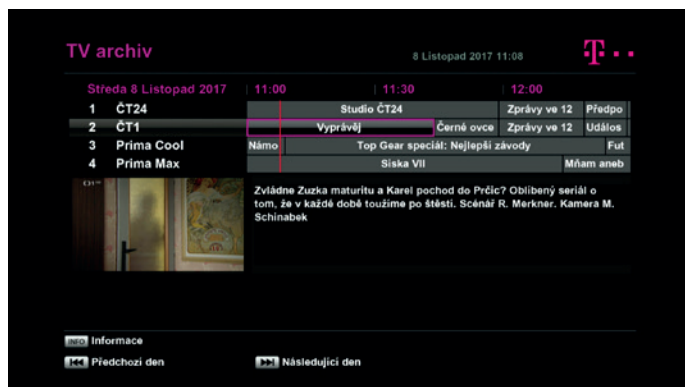 TV archiv
8 Listopad 2017 11:08
T
Středa 8 Listopad 2017 11:00 11:30 12:00
1 ČT24 Studio ČT24 Zprávy ve 12 Předpo
2 ČT1 Vyprávěj Černé ovce Zprávy ve 12 Událos
3 Prima Cool Námo Top Gear speciál: Nejlepší závody Fut
4 Prima Max Siska VII Mňam aneb
Zvládne Zuzka maturitu a Karel pochod do Prčic? Oblíbený seriál o
tom, že v každé době toužíme po štěstí. Scénář R. Merkner. Kamera M.
Schinabek
INFO Informace
Předchozí den Následující den